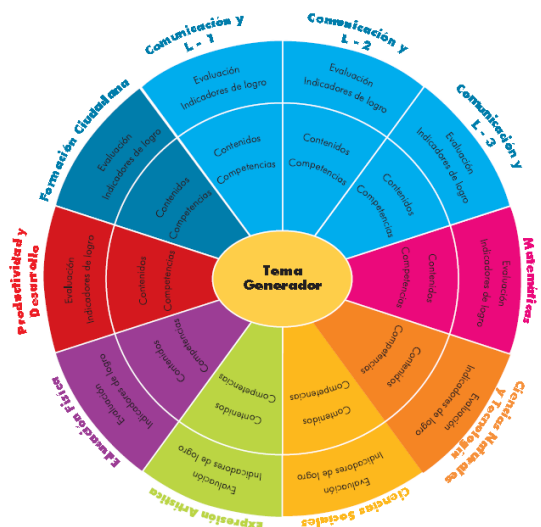 Comunicación y
L - 1
Evaluación
Indicadores de logro
Contenidos
Competencias
Comunicación y
L - 2
Evaluación
Indicadores de logro
Contenidos
Competencias
Comunicación y
L - 3
Evaluación
Indicadores de logro
Contenidos
Competencias
Matemáticas
Evaluación
Indicadores de logro
Contenidos
Competencias
Ciencias Naturales
Y Tecnología
Evaluación
Indicadores de logro
Contenidos
Competencias
Ciencias Sociales
Evaluación
Indicadores de logro
Contenidos
Competencias
Expresión Artísitca
Evaluación
Indicadores de logro
Contenidos
Competencias
Educación Física
Evaluación
Indicadores de logro
Contenidos
Competencias
Productividad y
Desarrollo
Evaluación
Indicadores de logro
Contenidos
Competencias
Formación Ciudadana
Evaluación
Indicadores de logro
Contenidos
Competencias
Tema
Generador